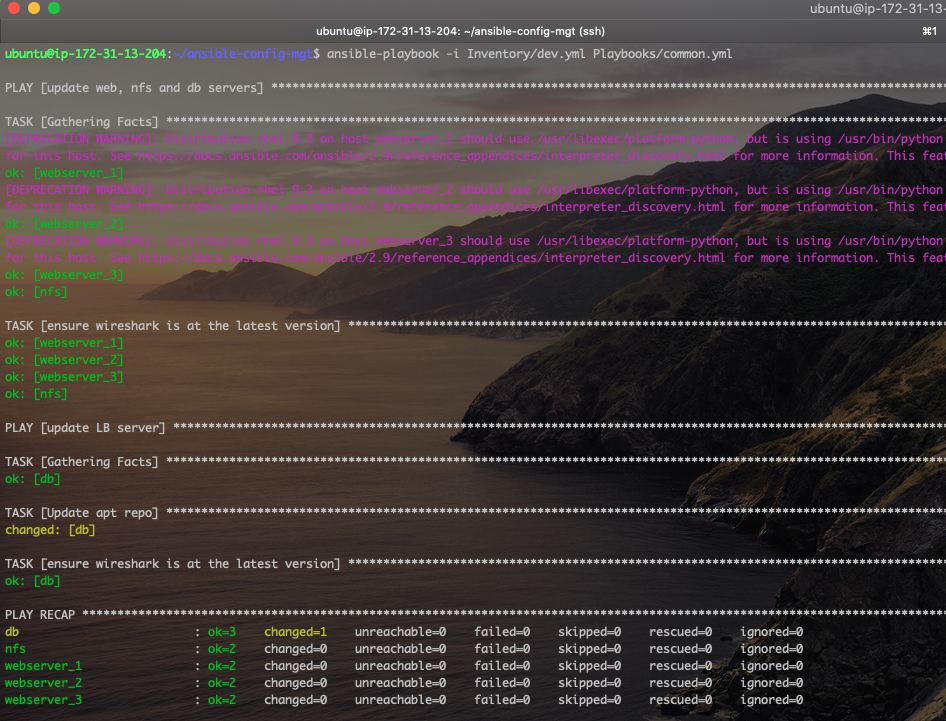 ubuntu@ip-172-31-13-
ubuntu@ip-172-31-13-204: ~/ansible-config-mgt (ssh) ⌘1
ubuntu@ip-172-31-13-204:~/ansible-config-mgt$ ansible-playbook -i Inventory/dev.yml Playbooks/common.yml
PLAY [update web, nfs and db servers] ************************************************************************************************
TASK [Gathering Facts] ***************************************************************************************************************
[DEPRECATION WARNING]: Distribution rhel 9.3 on host webserver_1 should use /usr/libexec/platform-python, but is using /usr/bin/python
for this host. See https://docs.ansible.com/ansible/2.9/reference_appendices/interpreter_discovery.html for more information. This feat
ok: [webserver_1]
[DEPRECATION WARNING]: Distribution rhel 9.3 on host webserver_2 should use /usr/libexec/platform-python, but is using /usr/bin/python
for this host. See https://docs.ansible.com/ansible/2.9/reference_appendices/interpreter_discovery.html for more information. This feat
ok: [webserver_2]
[DEPRECATION WARNING]: Distribution rhel 9.3 on host webserver_3 should use /usr/libexec/platform-python, but is using /usr/bin/python
for this host. See https://docs.ansible.com/ansible/2.9/reference_appendices/interpreter_discovery.html for more information. This feat
ok: [webserver_3]
ok: [nfs]
TASK [ensure wireshark is at the latest version] *************************************************************************************
ok: [webserver_1]
ok: [webserver_2]
ok: [webserver_3]
ok: [nfs]
PLAY [update LB server] **************************************************************************************************************
TASK [Gathering Facts] ***************************************************************************************************************
ok: [db]
TASK [Update apt repo] ***************************************************************************************************************
changed: [db]
TASK [ensure wireshark is at the latest version] *************************************************************************************
ok: [db]
PLAY RECAP ***************************************************************************************************************************
db : ok=3 changed=1 unreachable=0 failed=0 skipped=0 rescued=0 ignored=0
nfs : ok=2 changed=0 unreachable=0 failed=0 skipped=0 rescued=0 ignored=0
webserver_1 : ok=2 changed=0 unreachable=0 failed=0 skipped=0 rescued=0 ignored=0
webserver_2 : ok=2 changed=0 unreachable=0 failed=0 skipped=0 rescued=0 ignored=0
webserver_3 : ok=2 changed=0 unreachable=0 failed=0 skipped=0 rescued=0 ignored=0